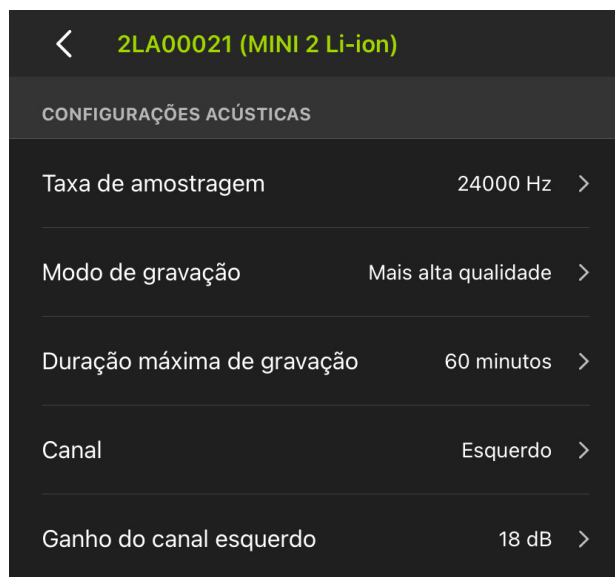 2LA00021 (MINI 2 Li-ion)
CONFIGURAÇÕES ACÚSTICAS
Taxa de amostragem 24000 Hz
Modo de gravação Mais alta qualidade
Duração máxima de gravação 60 minutos
Canal Esquerdo
Ganho do canal esquerdo 18 dB